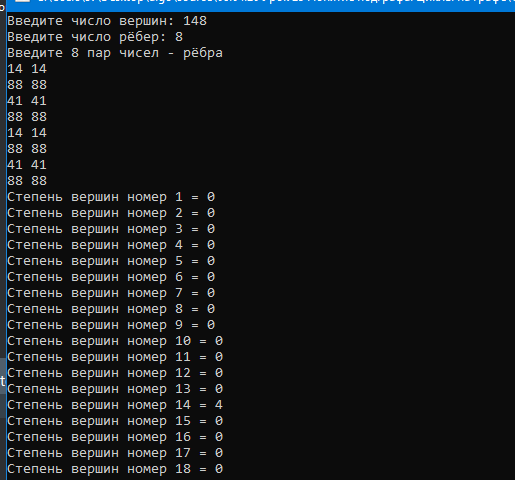 Введите число вершин: 148
Введите число рёбер: 8
Введите 8 пар чисел - рёбра
14 14
88 88
41 41
88 88
14 14
88 88
41 41
88 88
Степень вершин номер 1 = 0
Степень вершин номер 2 = 0
Степень вершин номер 3 = 0
Степень вершин номер 4 = 0
Степень вершин номер 5 = 0
Степень вершин номер 6 = 0
Степень вершин номер 7 = 0
Степень вершин номер 8 = 0
Степень вершин номер 9 = 0
Степень вершин номер 10 = 0
Степень вершин номер 11 = 0
Степень вершин номер 12 = 0
Степень вершин номер 13 = 0
Степень вершин номер 14 = 4
Степень вершин номер 15 = 0
Степень вершин номер 16 = 0
Степень вершин номер 17 = 0
Степень вершин номер 18 = 0